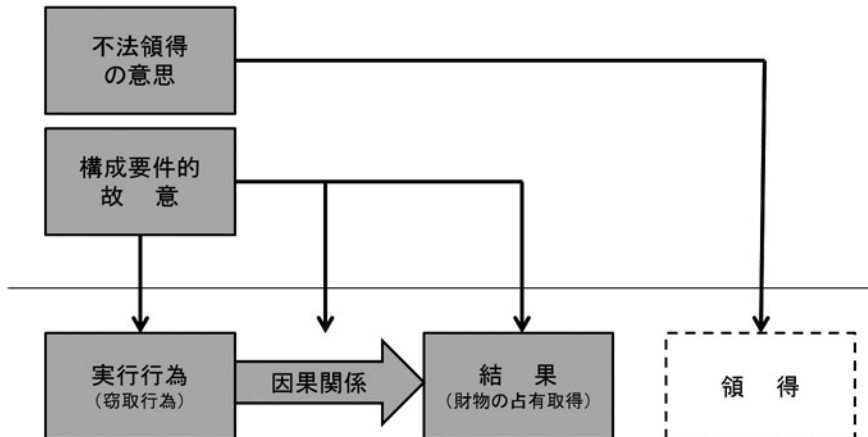 不法領得
の意思
構成要件的
故　意
実行行為
（窃取行為）
因果関係
結　果
（財物の占有取得）
領　得